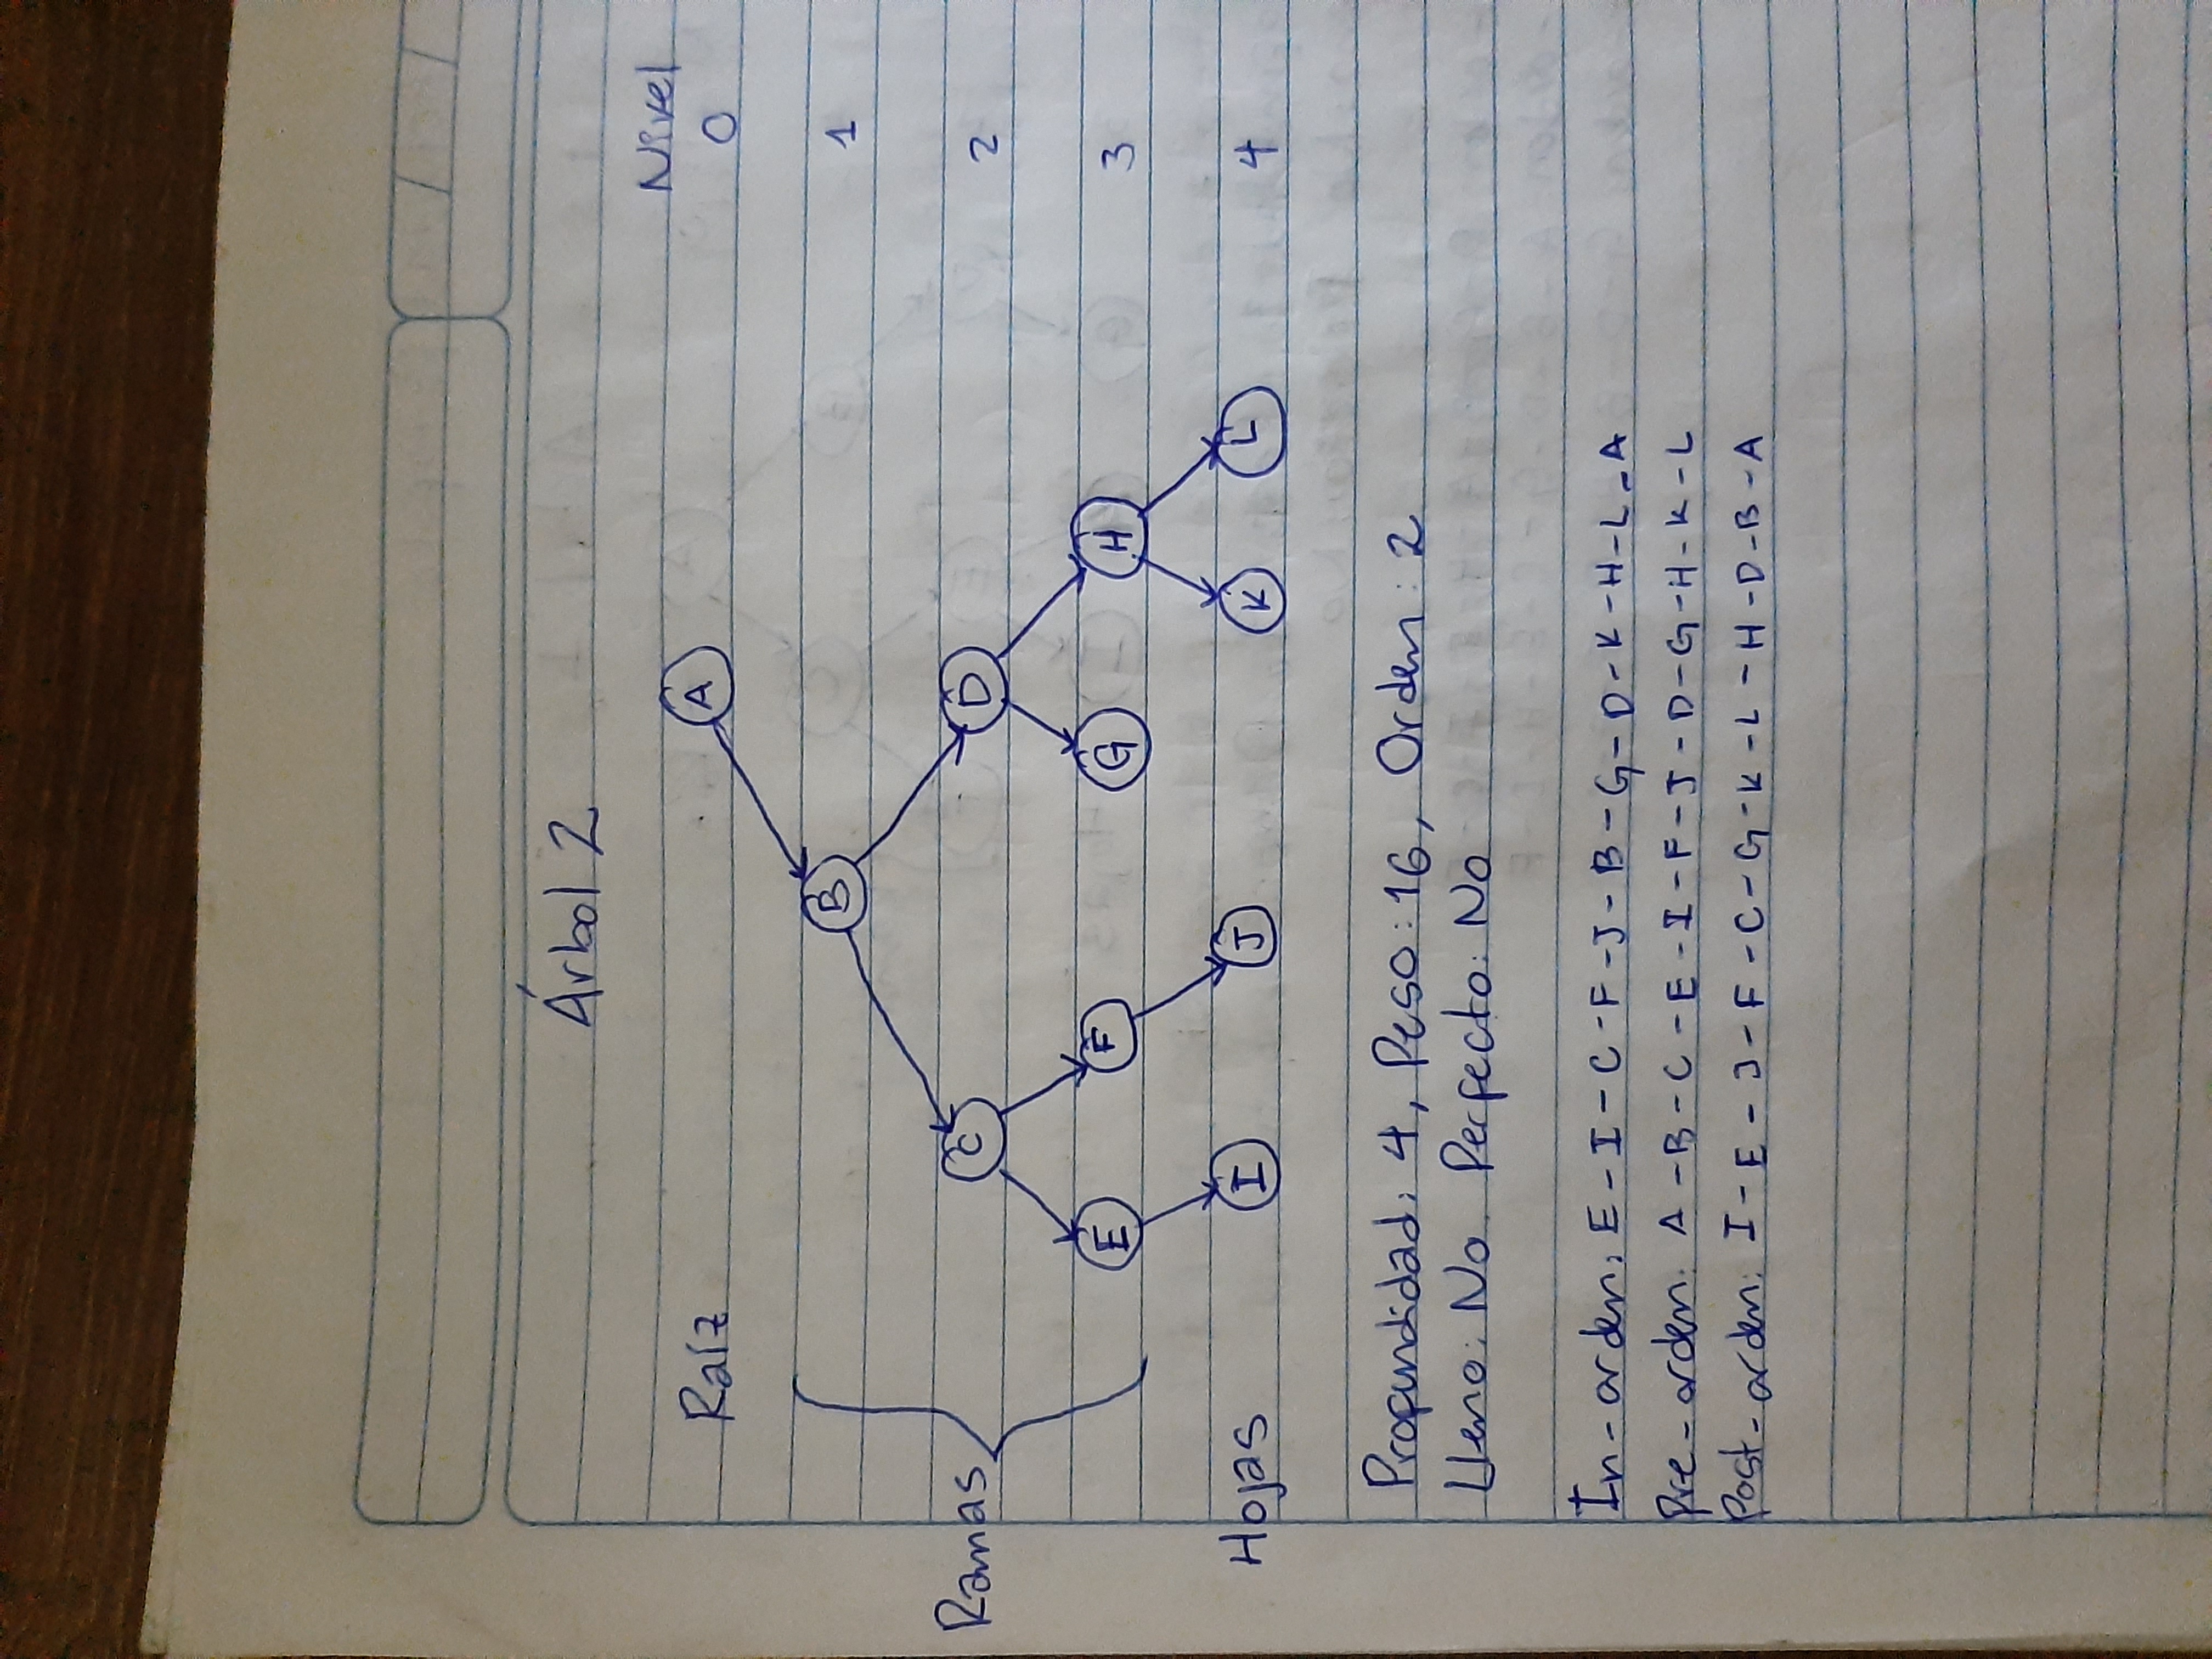 Árbol 2
Nivel
Raíz A 0
B 1
Ramas C D 2
E F G H 3
Hojas I J K L 4
Profundidad: 4, Peso: 16, Orden: 2
Lleno: No. Perfecto: No
In-orden: E-I-C-F-J-B-G-D-K-H-L-A
Pre-orden: A-B-C-E-I-F-J-D-G-H-K-L
Post-orden: I-E-J-F-C-G-K-L-H-D-B-A